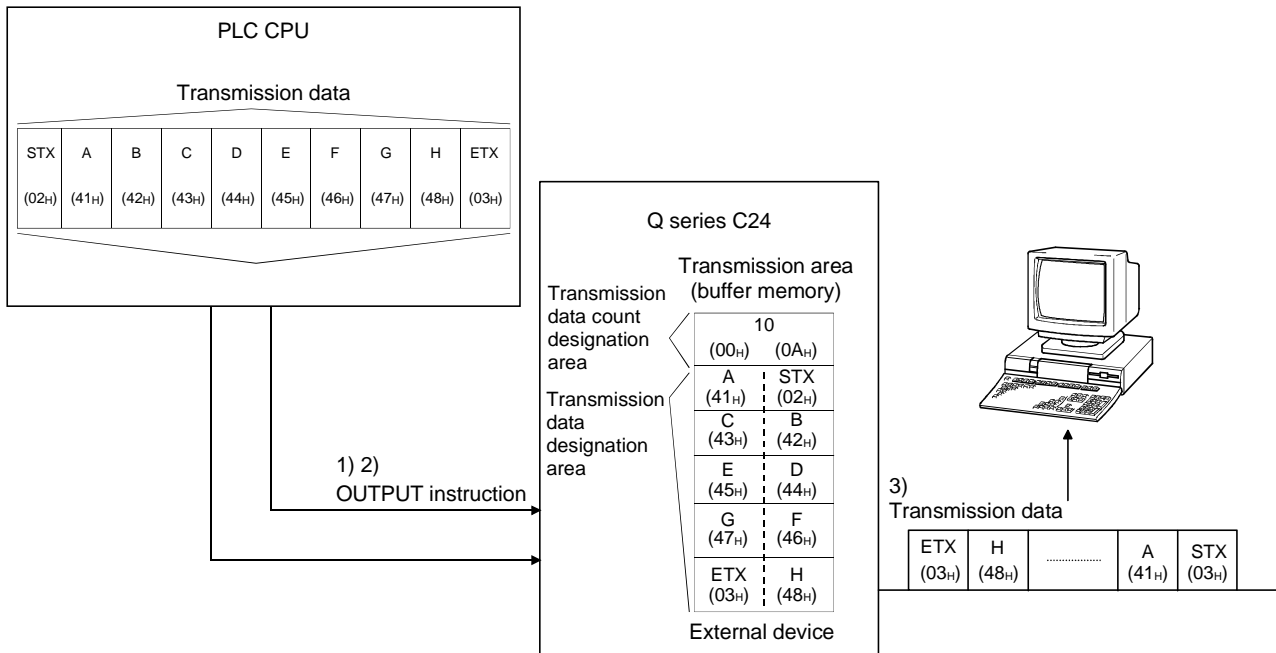 PLC CPU
Transmission data
STX A B C D E F G H ETX
(02H) (41H) (42H) (43H) (44H) (45H) (46H) (47H) (48H) (03H)
Q series C24
Transmission area
(buffer memory)
Transmission
data count
designation
area
10
(00H) (0AH)
Transmission
data
designation
area
A STX
(41H) (02H)
C B
(43H) (42H)
E D
(45H) (44H)
G F
(47H) (46H)
ETX H
(03H) (48H)
External device
1) 2)
OUTPUT instruction
3)
Transmission data
ETX H .................. A STX
(03H) (48H) (41H) (03H)